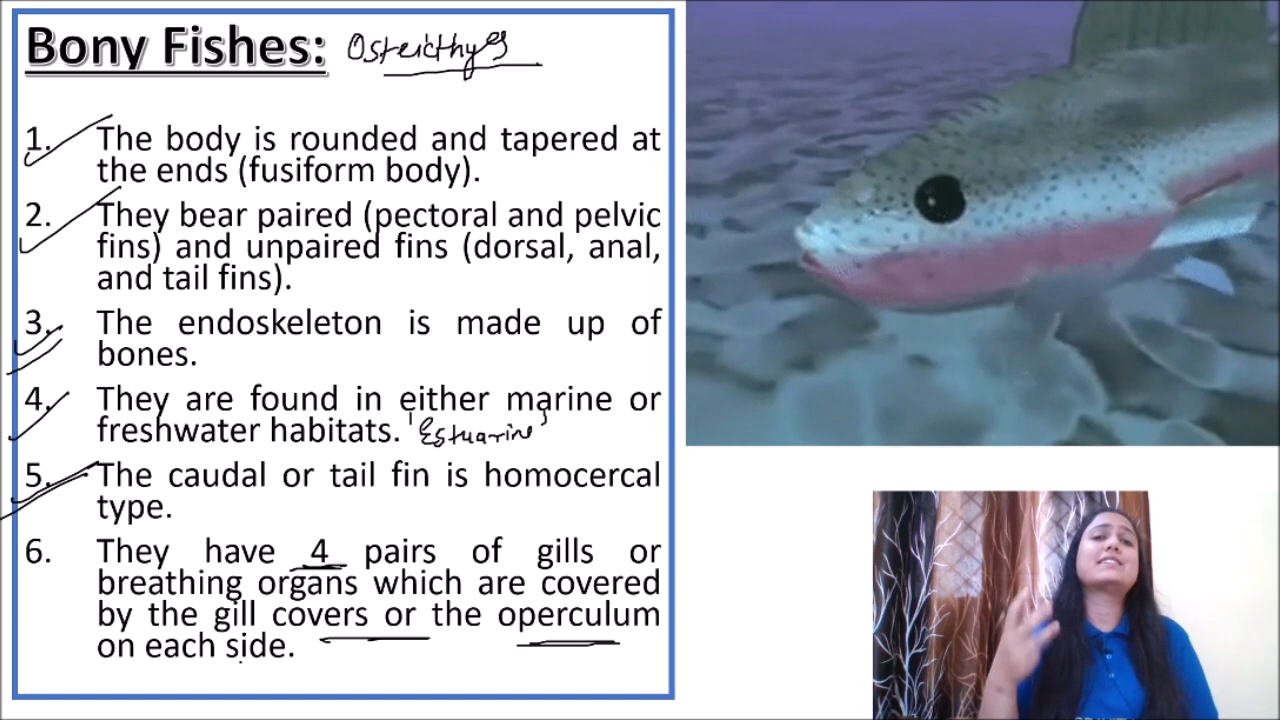 Bony Fishes: Osteicthyes
1. The body is rounded and tapered at
the ends (fusiform body).
2. They bear paired (pectoral and pelvic
fins) and unpaired fins (dorsal, anal,
and tail fins).
3. The endoskeleton is made up of
bones.
4. They are found in either marine or
freshwater habitats. 'Estuarine'
5. The caudal or tail fin is homocercal
type.
6. They have 4 pairs of gills or
breathing organs which are covered
by the gill covers or the operculum
on each side.